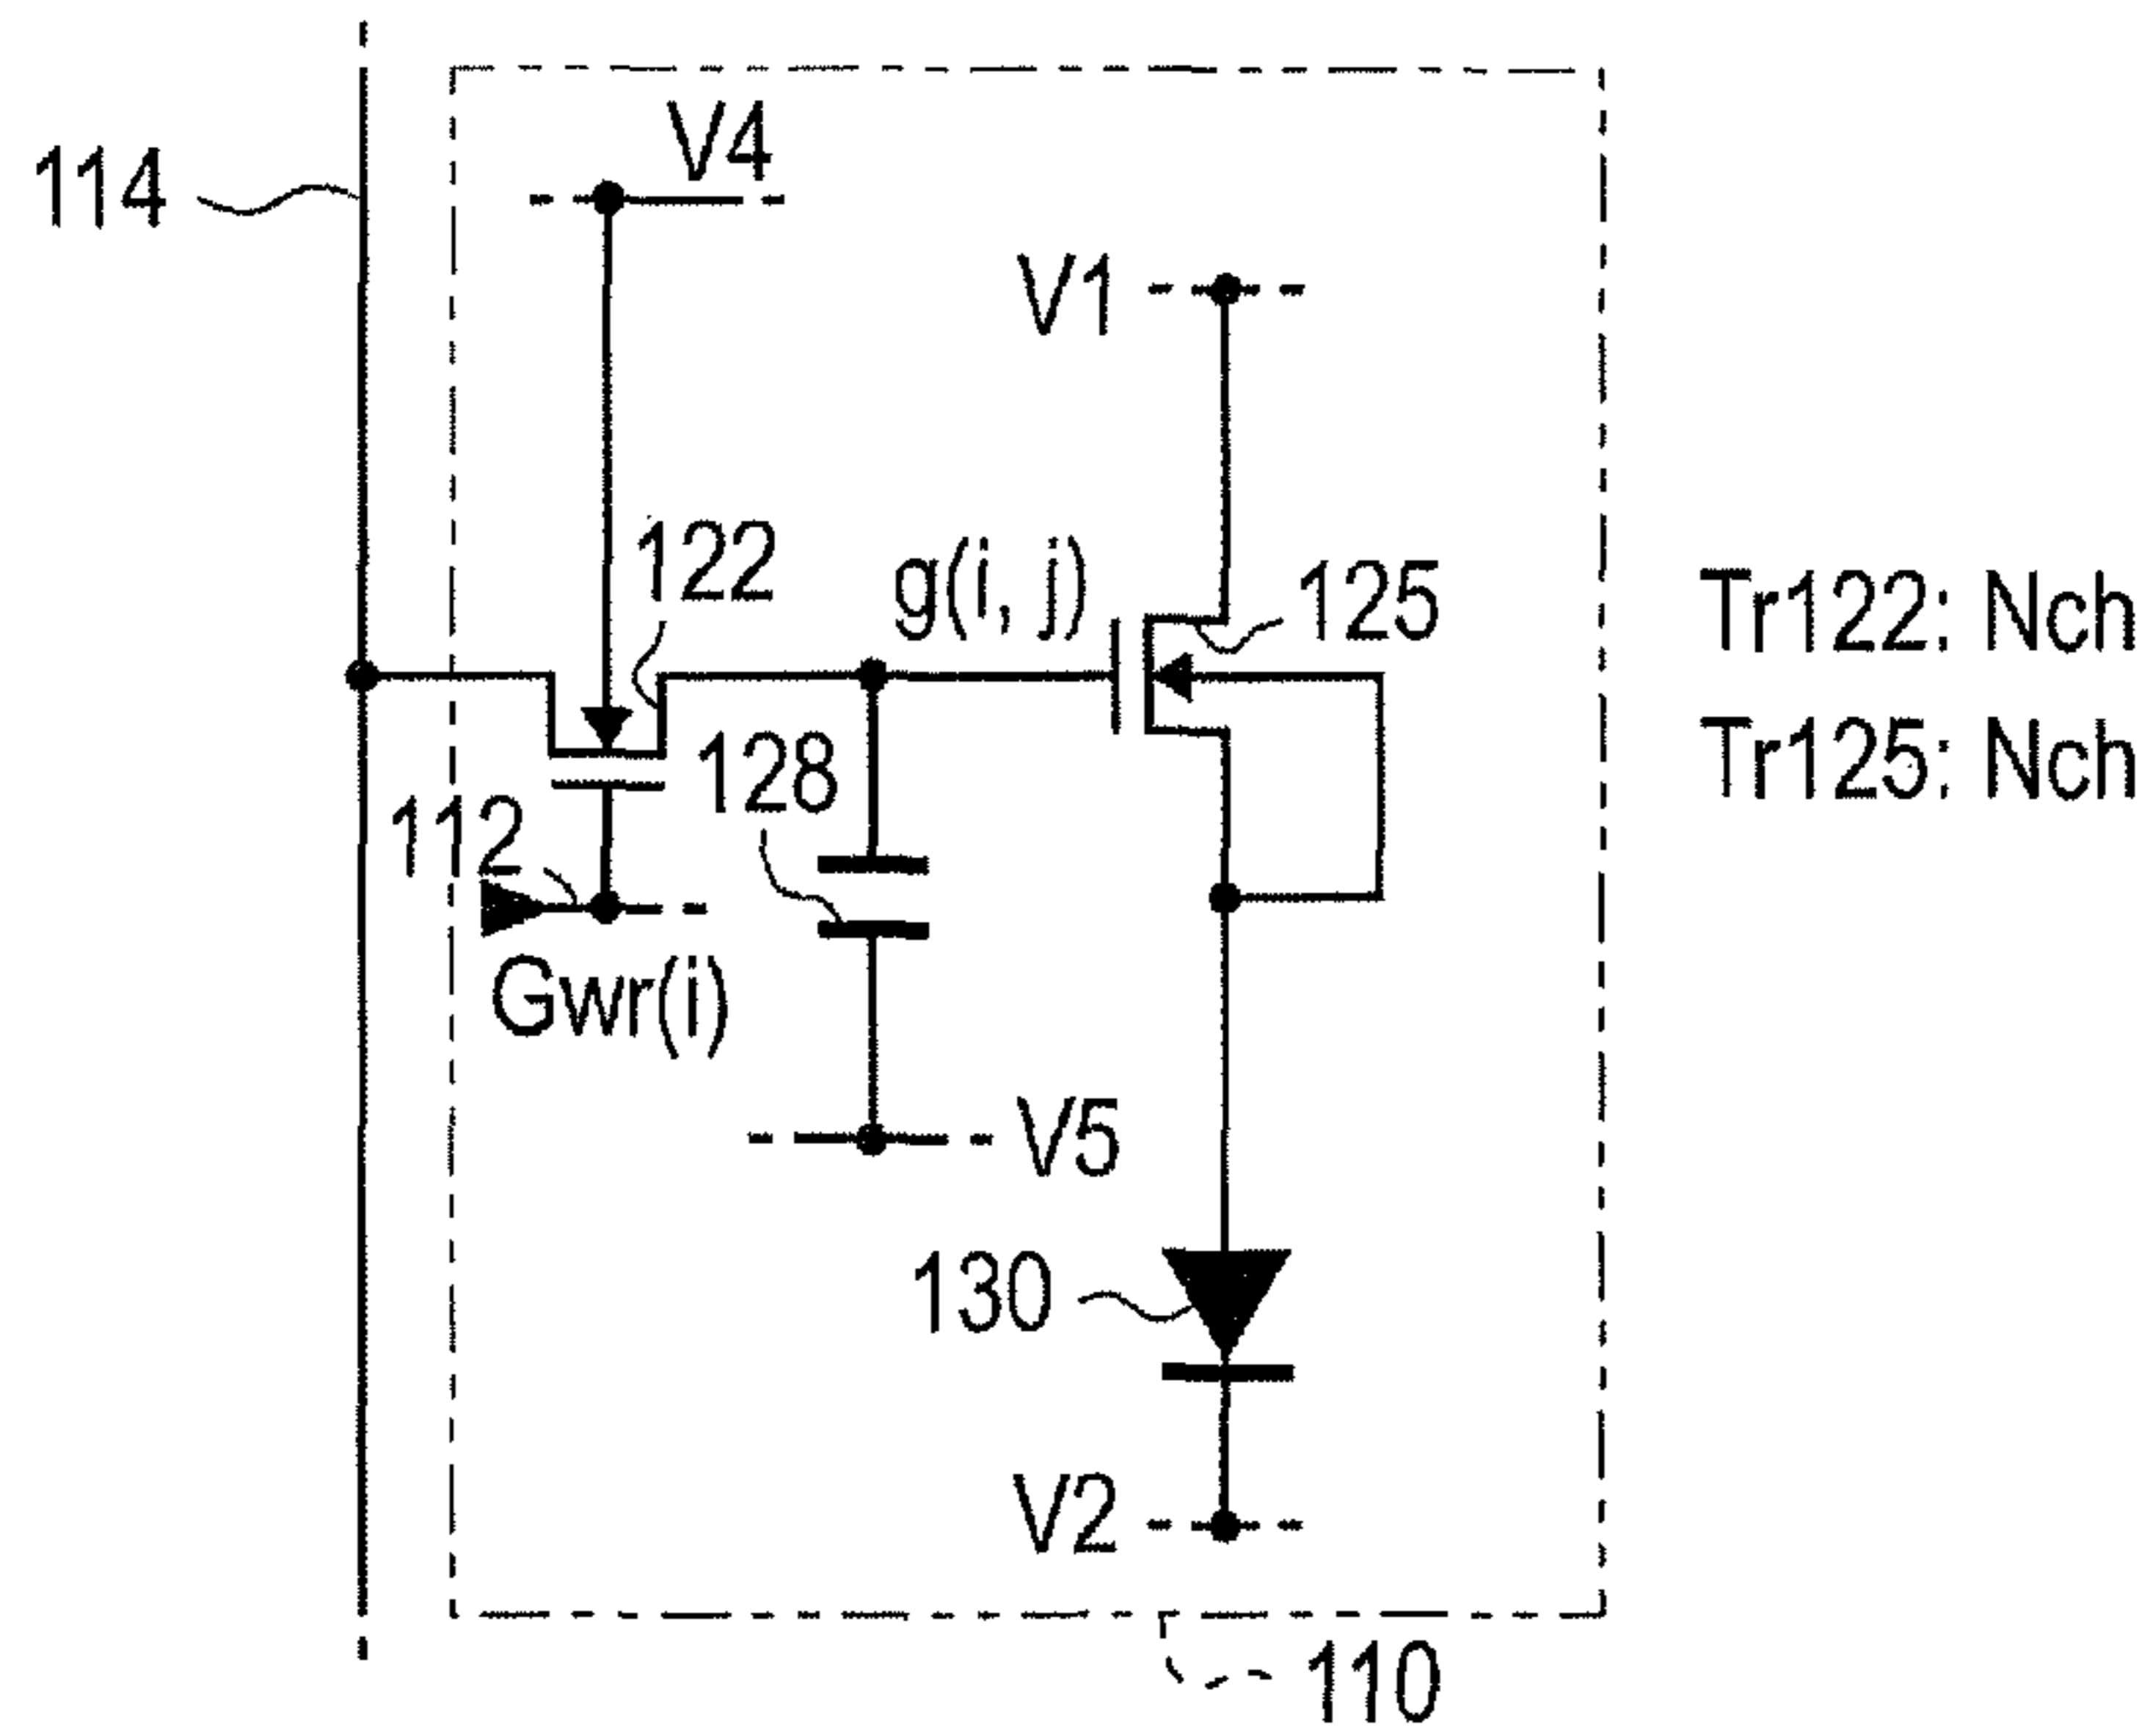 V4
114
V1
122
g(i, j)
125
Tr122: Nch
128
Tr125: Nch
112
Gwr(i)
V5
130
V2
110